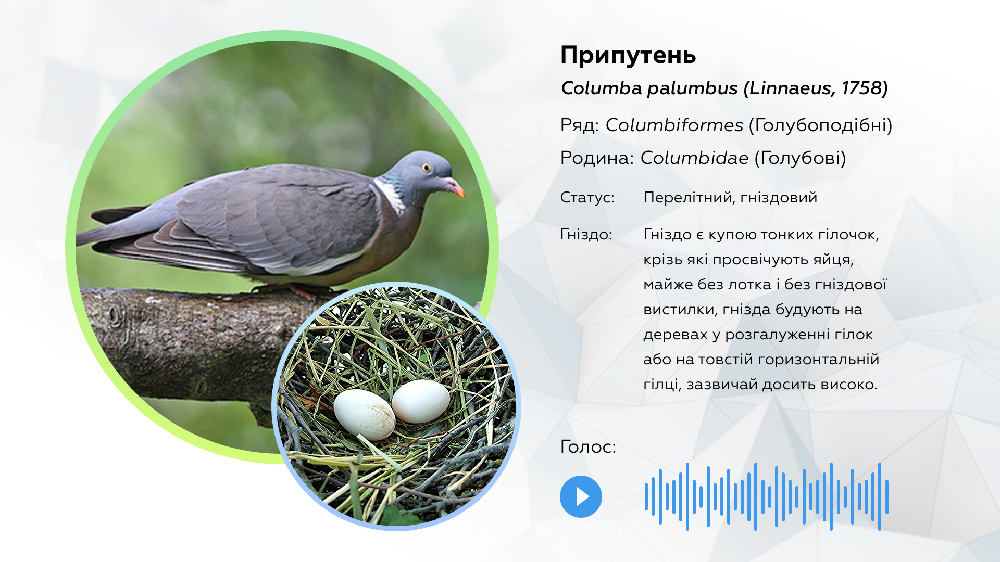 Припутень
Columba palumbus (Linnaeus, 1758)
Ряд: Columbiformes (Голубоподібні)
Родина: Columbidae (Голубові)
Статус: Перелітний, гніздовий
Гніздо: Гніздо є купою тонких гілочок,
крізь які просвічують яйця,
майже без лотка і без гніздової
вистилки, гнізда будують на
деревах у розгалуженні гілок
або на товстій горизонтальній
гілці, зазвичай досить високо.
Голос: